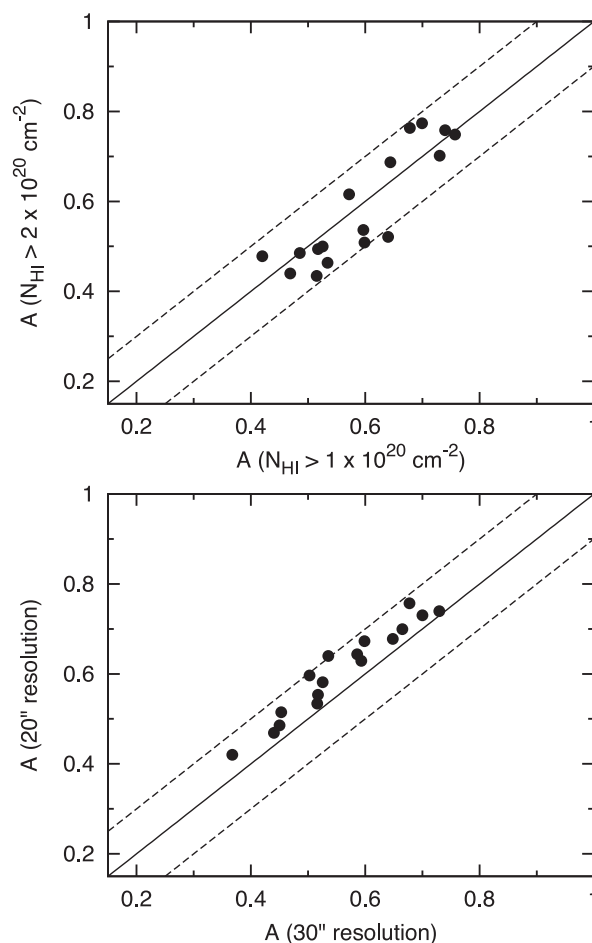 1
0.8
0.6
0.4
0.2
A (N_HI > 2 x 10^20 cm^-2)
0.2 0.4 0.6 0.8
A (N_HI > 1 x 10^20 cm^-2)
1
0.8
0.6
0.4
0.2
A (20" resolution)
0.2 0.4 0.6 0.8
A (30" resolution)